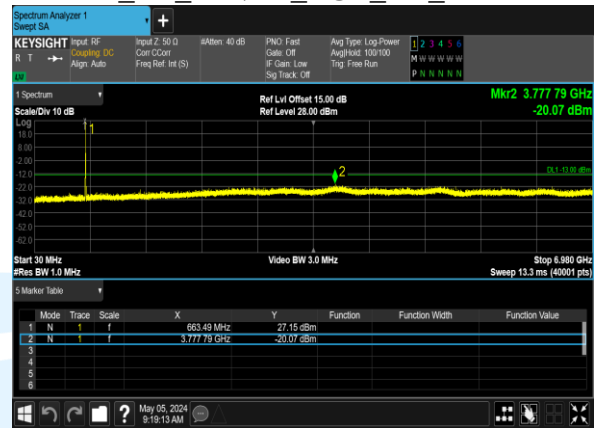 Spectrum Analyzer 1
Swept SA
+
KEYSIGHT Input: RF Input Z: 50 Ω #Atten: 40 dB PNO: Fast Avg Type: Log-Power 1 2 3 4 5 6
R T Coupling: DC Corr CCorr Gate: Off Avg|Hold: 100/100 M W W W W W
Align: Auto Freq Ref: Int (S) IF Gain: Low Trig: Free Run
Sig Track: Off P N N N N N
LV
1 Spectrum Ref Lvl Offset 15.00 dB Mkr2 3.777 79 GHz
Scale/Div 10 dB Ref Level 28.00 dBm -20.07 dBm
Log
1
18.0
8.00
-2.00
-12.0 2 DL1 -13.00 dBm
-22.0
-32.0
-42.0
-52.0
-62.0
Start 30 MHz Video BW 3.0 MHz Stop 6.980 GHz
#Res BW 1.0 MHz Sweep 13.3 ms (40001 pts)
5 Marker Table
Mode Trace Scale X Y Function Function Width Function Value
1 N 1 f 663.49 MHz 27.15 dBm
2 N 1 f 3.777 79 GHz -20.07 dBm
3
4
5
6
? May 05, 2024
9:19:13 AM